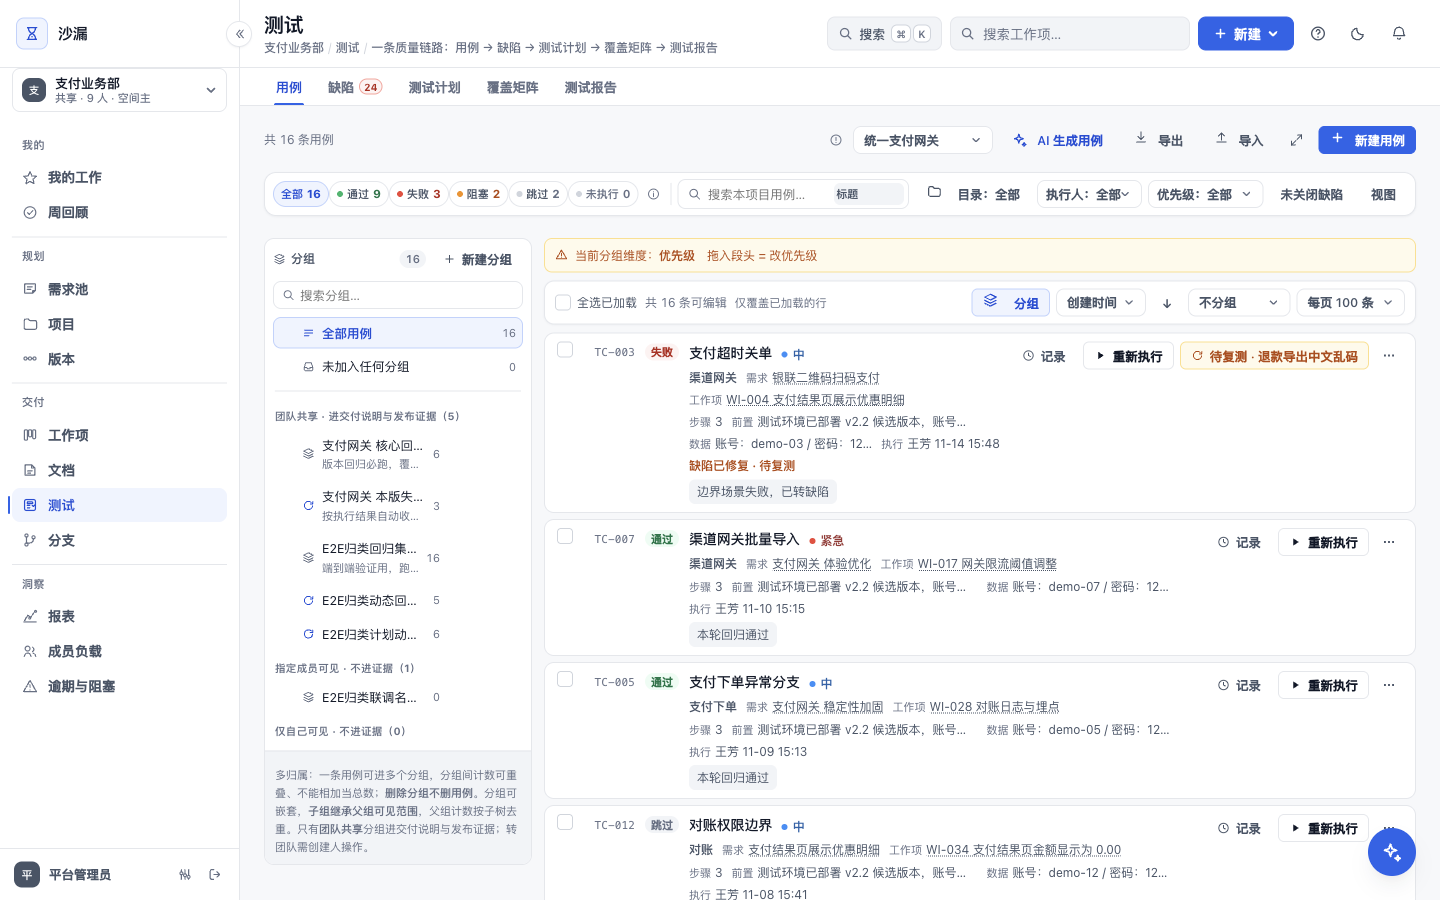 沙漏
支
支付业务部
共享 · 9 人 · 空间主
我的
我的工作
周回顾
规划
需求池
项目
版本
交付
工作项
文档
测试
分支
洞察
报表
成员负载
逾期与阻塞
平
平台管理员
测试
支付业务部 / 测试 / 一条质量链路：用例 → 缺陷 → 测试计划 → 覆盖矩阵 → 测试报告
搜索 ⌘ K
搜索工作项...
新建
用例
缺陷 24
测试计划
覆盖矩阵
测试报告
共 16 条用例
统一支付网关
AI 生成用例
导出
导入
新建用例
全部 16
通过 9
失败 3
阻塞 2
跳过 2
未执行 0
搜索本项目用例...
标题
目录：全部
执行人：全部
优先级：全部
未关闭缺陷
视图
分组 16
新建分组
搜索分组...
全部用例 16
未加入任何分组 0
团队共享 · 进交付说明与发布证据（5）
支付网关 核心回... 6
版本回归必跑，覆...
支付网关 本版失... 3
按执行结果自动收...
E2E归类回归集... 16
端到端验证用，跑...
E2E归类动态回... 5
E2E归类计划动... 6
指定成员可见 · 不进证据（1）
E2E归类联调名... 0
仅自己可见 · 不进证据（0）
多归属：一条用例可进多个分组，分组间计数可重
叠、不能相加当总数；删除分组不删用例。分组可
嵌套，子组继承父组可见范围，父组计数按子树去
重。只有团队共享分组进交付说明与发布证据；转
团队需创建人操作。
当前分组维度：优先级 拖入段头 = 改优先级
全选已加载 共 16 条可编辑 仅覆盖已加载的行
分组
创建时间
不分组
每页 100 条
TC-003 失败 支付超时关单 中
记录
重新执行
待复测 · 退款导出中文乱码
渠道网关 需求 银联二维码扫码支付
工作项 WI-004 支付结果页展示优惠明细
步骤 3 前置 测试环境已部署 v2.2 候选版本，账号...
数据 账号：demo-03 / 密码：12... 执行 王芳 11-14 15:48
缺陷已修复 · 待复测
边界场景失败，已转缺陷
TC-007 通过 渠道网关批量导入 紧急
记录
重新执行
渠道网关 需求 支付网关 体验优化 工作项 WI-017 网关限流阈值调整
步骤 3 前置 测试环境已部署 v2.2 候选版本，账号... 数据 账号：demo-07 / 密码：12...
执行 王芳 11-10 15:15
本轮回归通过
TC-005 通过 支付下单异常分支 中
记录
重新执行
支付下单 需求 支付网关 稳定性加固 工作项 WI-028 对账日志与埋点
步骤 3 前置 测试环境已部署 v2.2 候选版本，账号... 数据 账号：demo-05 / 密码：12...
执行 王芳 11-09 15:13
本轮回归通过
TC-012 跳过 对账权限边界 中
记录
重新执行
对账 需求 支付结果页展示优惠明细 工作项 WI-034 支付结果页金额显示为 0.00
步骤 3 前置 测试环境已部署 v2.2 候选版本，账号... 数据 账号：demo-12 / 密码：12...
执行 王芳 11-08 15:41